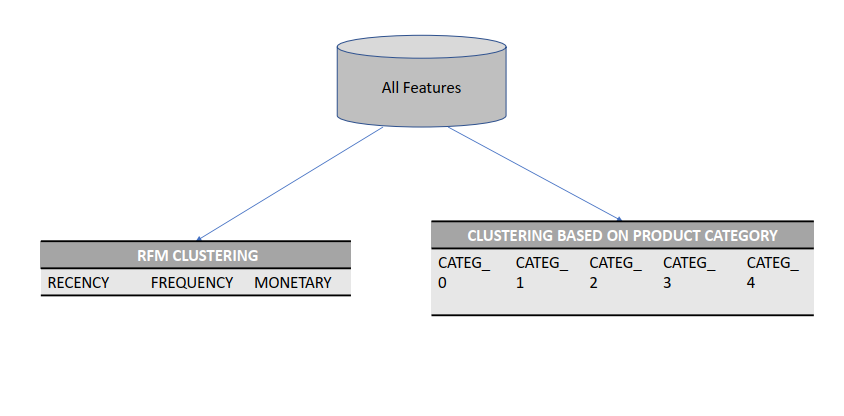 All Features
RFM CLUSTERING
RECENCY FREQUENCY MONETARY
CLUSTERING BASED ON PRODUCT CATEGORY
CATEG_ CATEG_ CATEG_ CATEG_ CATEG_
0 1 2 3 4